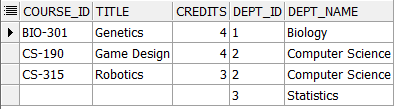 COURSE_ID TITLE CREDITS DEPT_ID DEPT_NAME
BIO-301 Genetics 4 1 Biology
CS-190 Game Design 4 2 Computer Science
CS-315 Robotics 3 2 Computer Science
3 Statistics